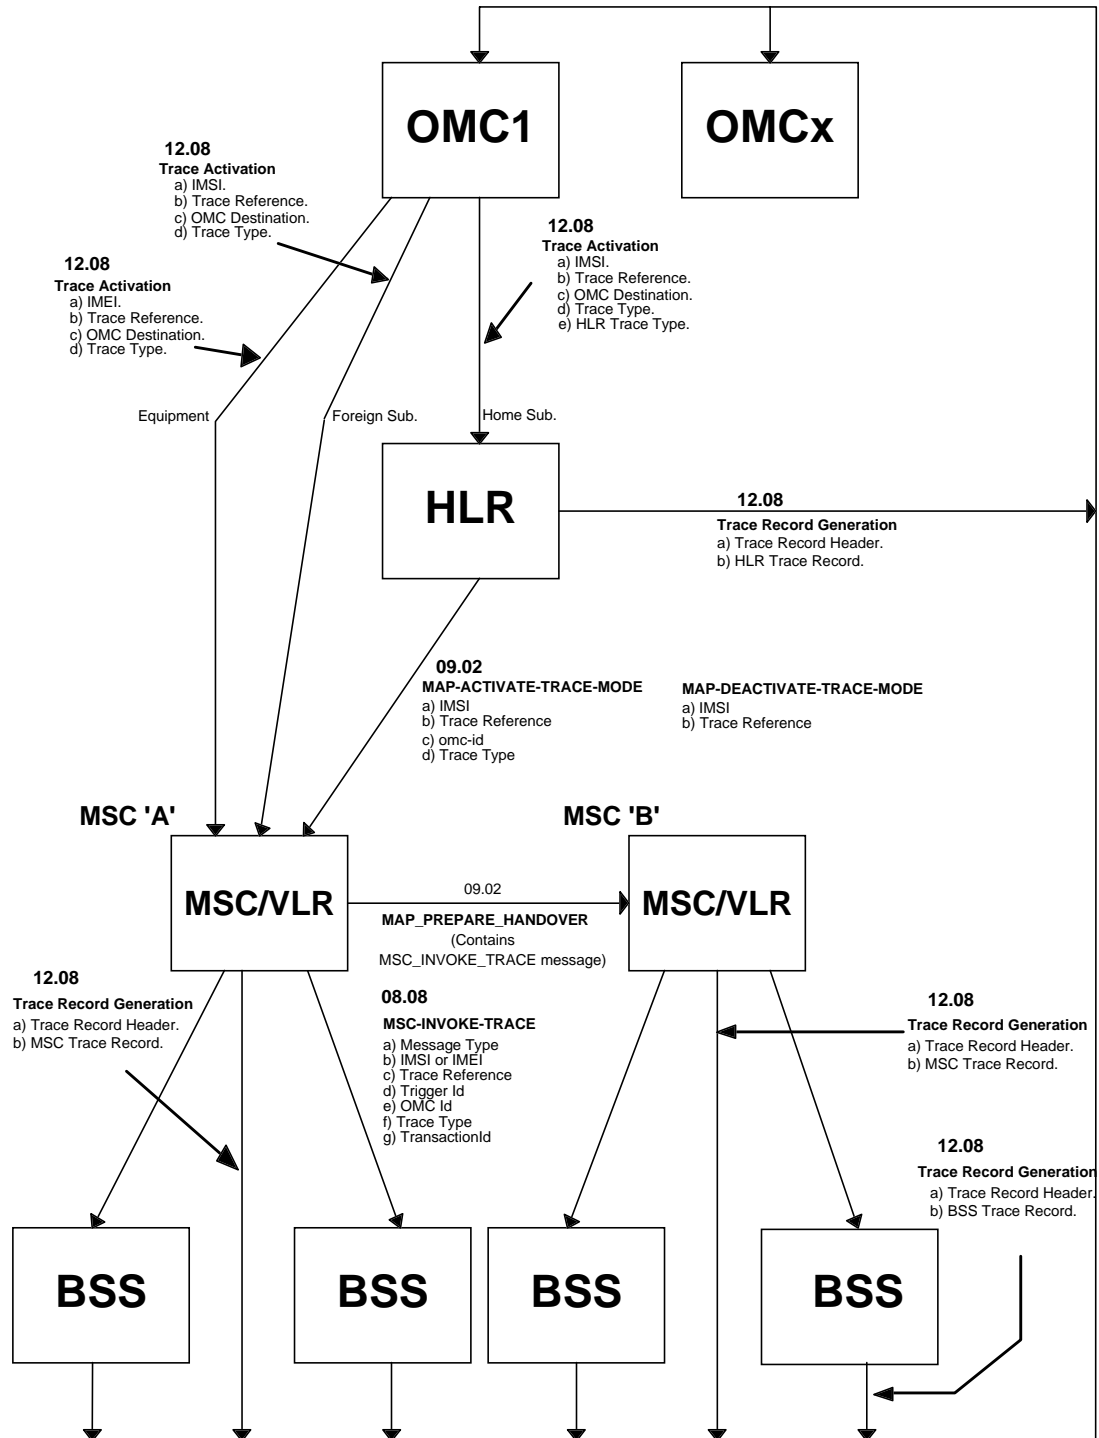 OMC1
OMCx
12.08
Trace Activation
a) IMSI.
b) Trace Reference.
c) OMC Destination.
d) Trace Type.
12.08
Trace Activation
a) IMSI.
b) Trace Reference.
c) OMC Destination.
d) Trace Type.
e) HLR Trace Type.
12.08
Trace Activation
a) IMEI.
b) Trace Reference.
c) OMC Destination.
d) Trace Type.
Equipment
Foreign Sub.
Home Sub.
HLR
12.08
Trace Record Generation
a) Trace Record Header.
b) HLR Trace Record.
09.02
MAP-ACTIVATE-TRACE-MODE
a) IMSI
b) Trace Reference
c) omc-id
d) Trace Type
MAP-DEACTIVATE-TRACE-MODE
a) IMSI
b) Trace Reference
MSC 'A'
MSC 'B'
MSC/VLR
09.02
MAP_PREPARE_HANDOVER
(Contains
MSC_INVOKE_TRACE message)
MSC/VLR
12.08
Trace Record Generation
a) Trace Record Header.
b) MSC Trace Record.
08.08
MSC-INVOKE-TRACE
a) Message Type
b) IMSI or IMEI
c) Trace Reference
d) Trigger Id
e) OMC Id
f) Trace Type
g) TransactionId
12.08
Trace Record Generation
a) Trace Record Header.
b) MSC Trace Record.
12.08
Trace Record Generation
a) Trace Record Header.
b) BSS Trace Record.
BSS
BSS
BSS
BSS